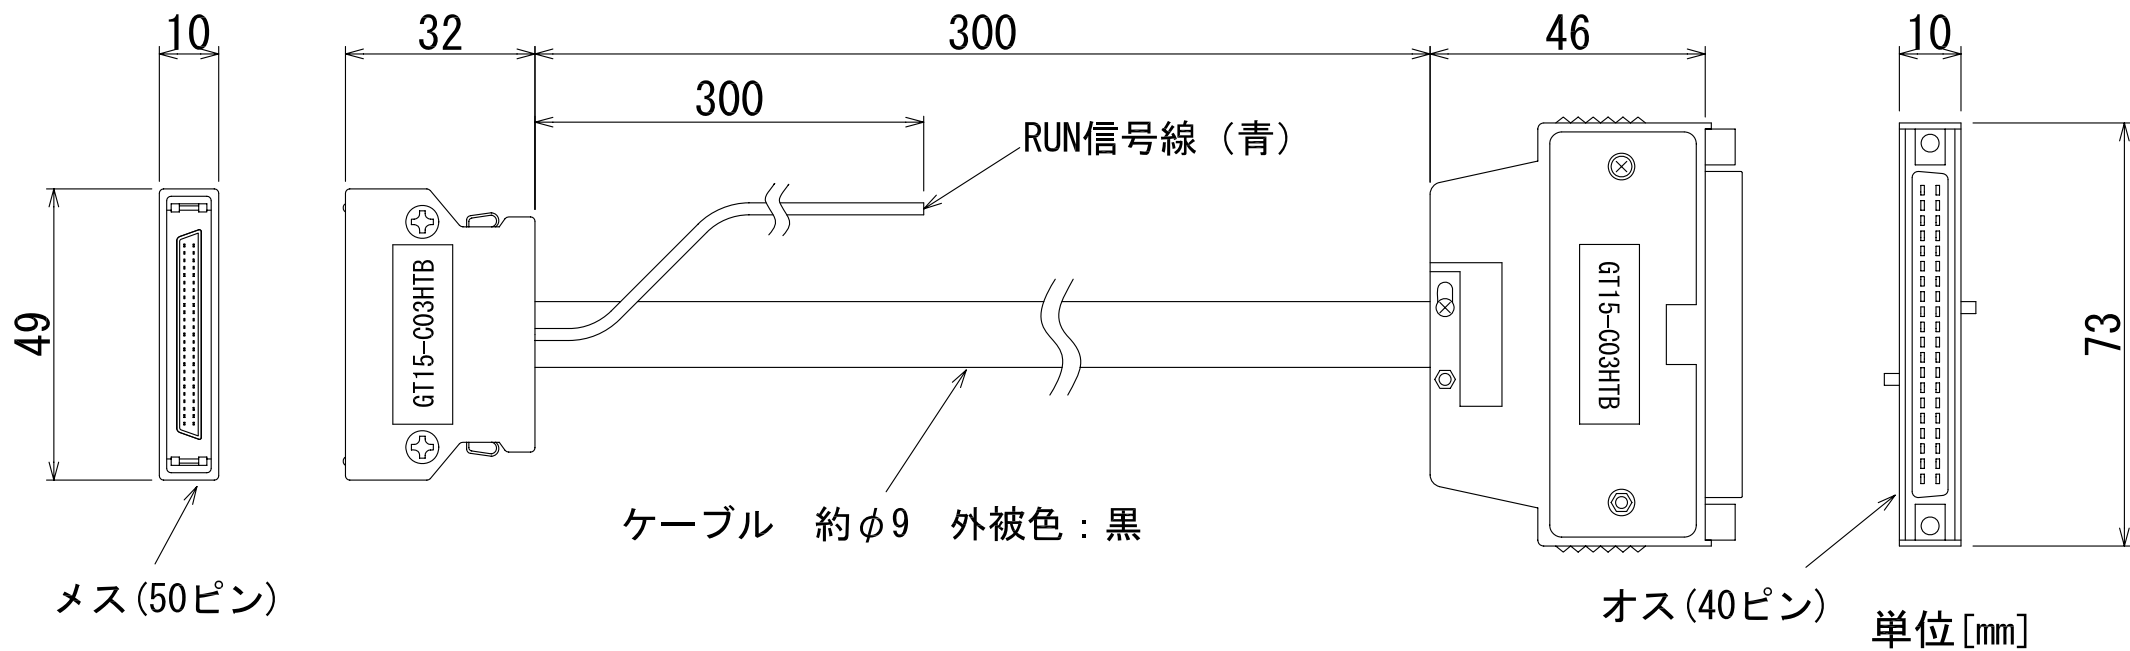 10
32
300
46
10
300
RUN信号線（青）
49
GT15-C03HTB
GT15-C03HTB
73
ケーブル　約φ9　外被色：黒
メス(50ピン)
オス(40ピン)
単位[mm]